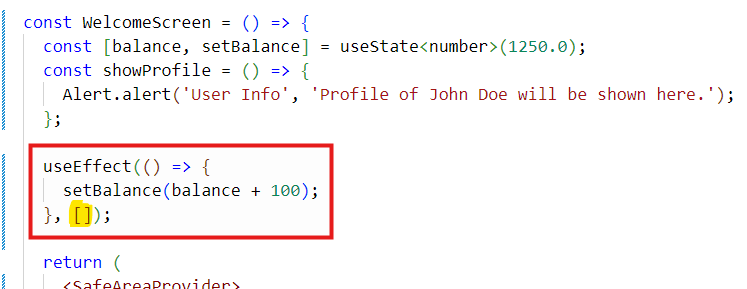 const WelcomeScreen = () => {
const [balance, setBalance] = useState<number>(1250.0);
const showProfile = () => {
Alert.alert('User Info', 'Profile of John Doe will be shown here.');
};
useEffect(() => {
setBalance(balance + 100);
}, []);
return (
<SafeAreaProvider>